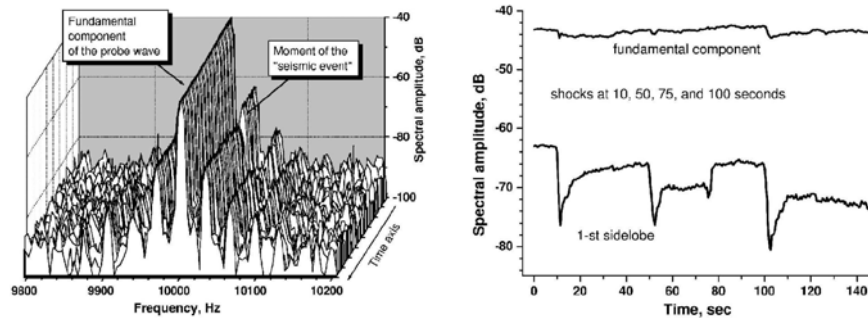 Fundamental
component
of the probe wave
Moment of the
"seismic event"
-40
-60
-80
-100
Spectral amplitude, dB
Time axis
9800 9900 10000 10100 10200
Frequency, Hz
-40
-50
-60
-70
-80
Spectral amplitude, dB
fundamental component
shocks at 10, 50, 75, and 100 seconds
1-st sidelobe
0 20 40 60 80 100 120 140
Time, sec